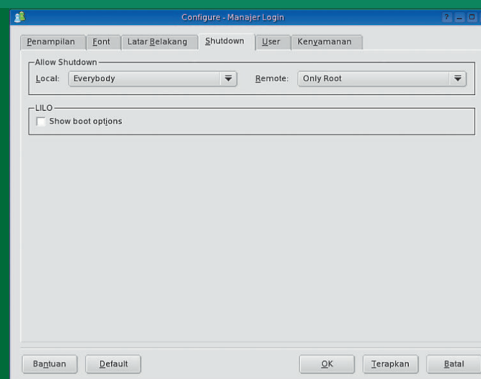 Configure - Manajer Login
Penampilan Font Latar Belakang Shutdown User Kenyamanan
Allow Shutdown
Local: Everybody Remote: Only Root
LILO
Show boot options
Bantuan Default OK Terapkan Batal